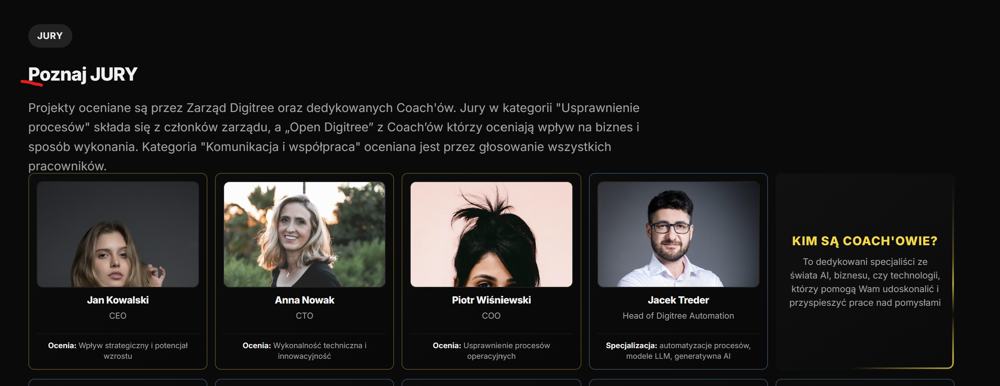 JURY
Poznaj JURY
Projekty oceniane są przez Zarząd Digitree oraz dedykowanych Coach'ów. Jury w kategorii "Usprawnienie
procesów" składa się z członków zarządu, a „Open Digitree” z Coach’ów którzy oceniają wpływ na biznes i
sposób wykonania. Kategoria "Komunikacja i współpraca" oceniana jest przez głosowanie wszystkich
pracowników.
Jan Kowalski
CEO
Ocenia: Wpływ strategiczny i potencjał
wzrostu
Anna Nowak
CTO
Ocenia: Wykonalność techniczna i
innowacyjność
Piotr Wiśniewski
COO
Ocenia: Usprawnienie procesów
operacyjnych
Jacek Treder
Head of Digitree Automation
Specjalizacja: automatyzacje procesów,
modele LLM, generatywna AI
KIM SĄ COACH'OWIE?
To dedykowani specjaliści ze
świata AI, biznesu, czy technologii,
którzy pomogą Wam udoskonalić i
przyspieszyć prace nad pomysłami